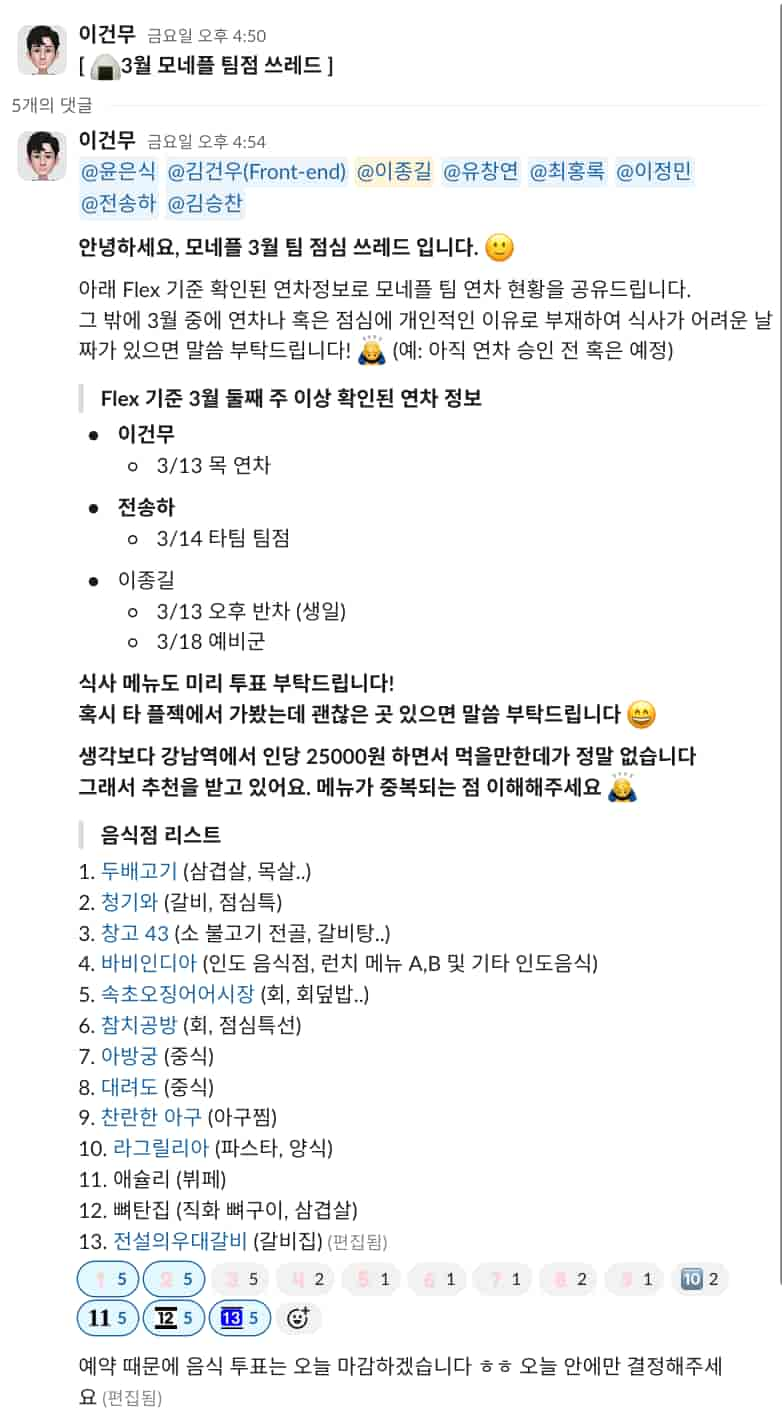 이건무 금요일 오후 4:50
[ 🍙3월 모네플 팀점 쓰레드 ]
5개의 댓글
이건무 금요일 오후 4:54
@윤은식 @김건우(Front-end) @이종길 @유창연 @최홍록 @이정민
@전송하 @김승찬
안녕하세요, 모네플 3월 팀 점심 쓰레드 입니다. 🙂
아래 Flex 기준 확인된 연차정보로 모네플 팀 연차 현황을 공유드립니다.
그 밖에 3월 중에 연차나 혹은 점심에 개인적인 이유로 부재하여 식사가 어려운 날
짜가 있으면 말씀 부탁드립니다! 🙇 (예: 아직 연차 승인 전 혹은 예정)
Flex 기준 3월 둘째 주 이상 확인된 연차 정보
• 이건무
◦ 3/13 목 연차
• 전송하
◦ 3/14 타팀 팀점
• 이종길
◦ 3/13 오후 반차 (생일)
◦ 3/18 예비군
식사 메뉴도 미리 투표 부탁드립니다!
혹시 타 플젝에서 가봤는데 괜찮은 곳 있으면 말씀 부탁드립니다 😄
생각보다 강남역에서 인당 25000원 하면서 먹을만한데가 정말 없습니다
그래서 추천을 받고 있어요. 메뉴가 중복되는 점 이해해주세요 🙇
음식점 리스트
1. 두배고기 (삼겹살, 목살..)
2. 청기와 (갈비, 점심특)
3. 창고 43 (소 불고기 전골, 갈비탕..)
4. 바비인디아 (인도 음식점, 런치 메뉴 A,B 및 기타 인도음식)
5. 속초오징어어시장 (회, 회덮밥..)
6. 참치공방 (회, 점심특선)
7. 아방궁 (중식)
8. 대려도 (중식)
9. 찬란한 아구 (아구찜)
10. 라그릴리아 (파스타, 양식)
11. 애슐리 (뷔페)
12. 뼈탄집 (직화 뼈구이, 삼겹살)
13. 전설의우대갈비 (갈비집) (편집됨)
1 5 2 5 3 5 4 2 5 1 6 1 7 1 8 2 9 1 10 2
11 5 12 5 13 5
예약 때문에 음식 투표는 오늘 마감하겠습니다 ㅎㅎ 오늘 안에만 결정해주세
요 (편집됨)